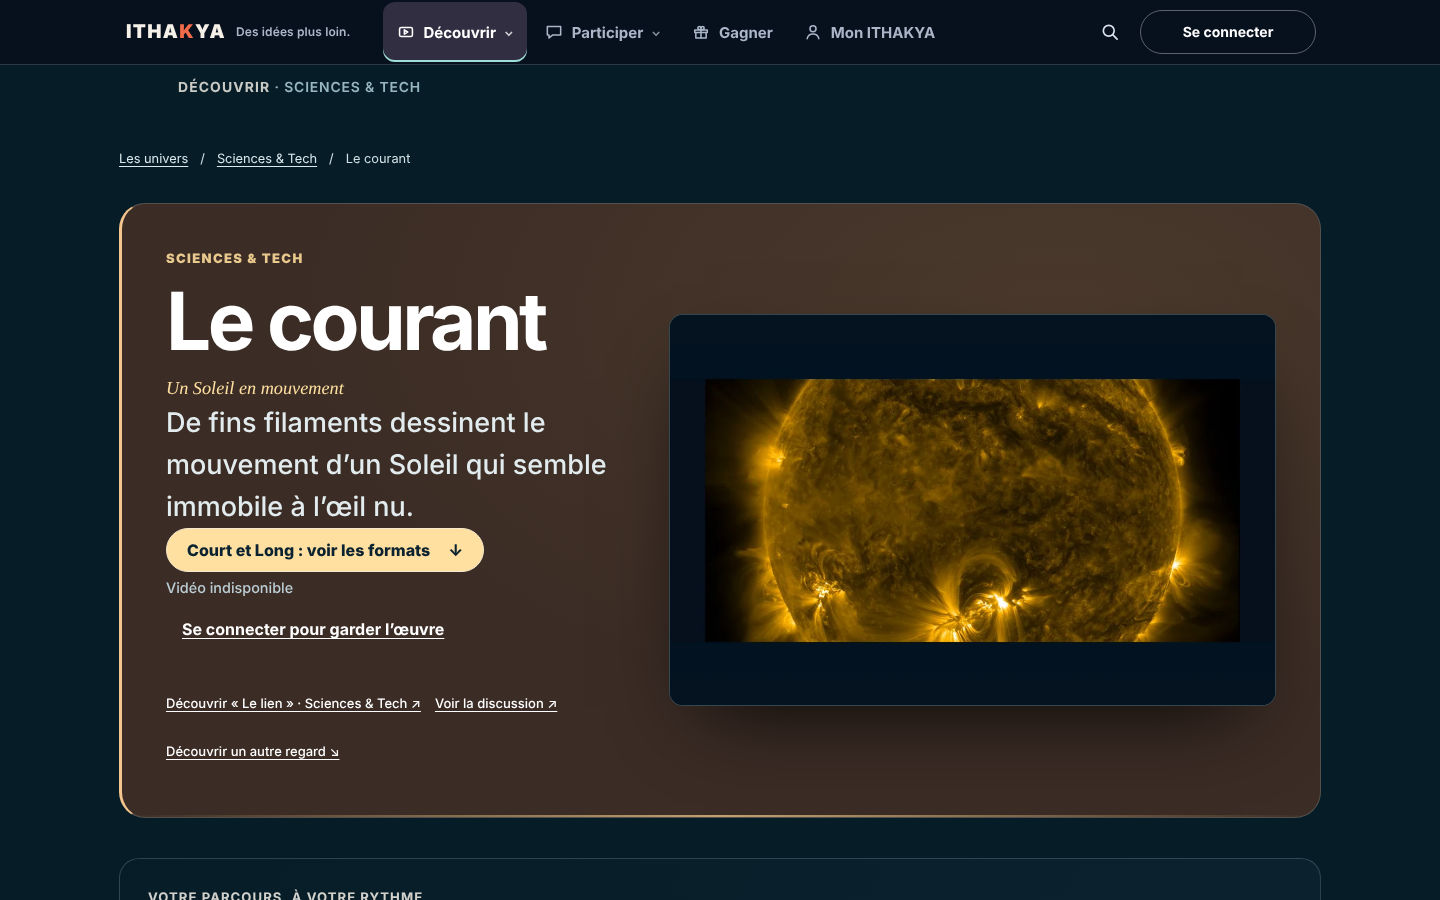 ITHAKYA Des idées plus loin. Découvrir Participer Gagner Mon ITHAKYA Se connecter
DÉCOUVRIR · SCIENCES & TECH
Les univers / Sciences & Tech / Le courant
SCIENCES & TECH
Le courant
Un Soleil en mouvement
De fins filaments dessinent le
mouvement d’un Soleil qui semble
immobile à l’œil nu.
Court et Long : voir les formats ↓
Vidéo indisponible
Se connecter pour garder l’œuvre
Découvrir « Le lien » · Sciences & Tech ↗ Voir la discussion ↗
Découvrir un autre regard ↘
VOTRE PARCOURS, À VOTRE RYTHME